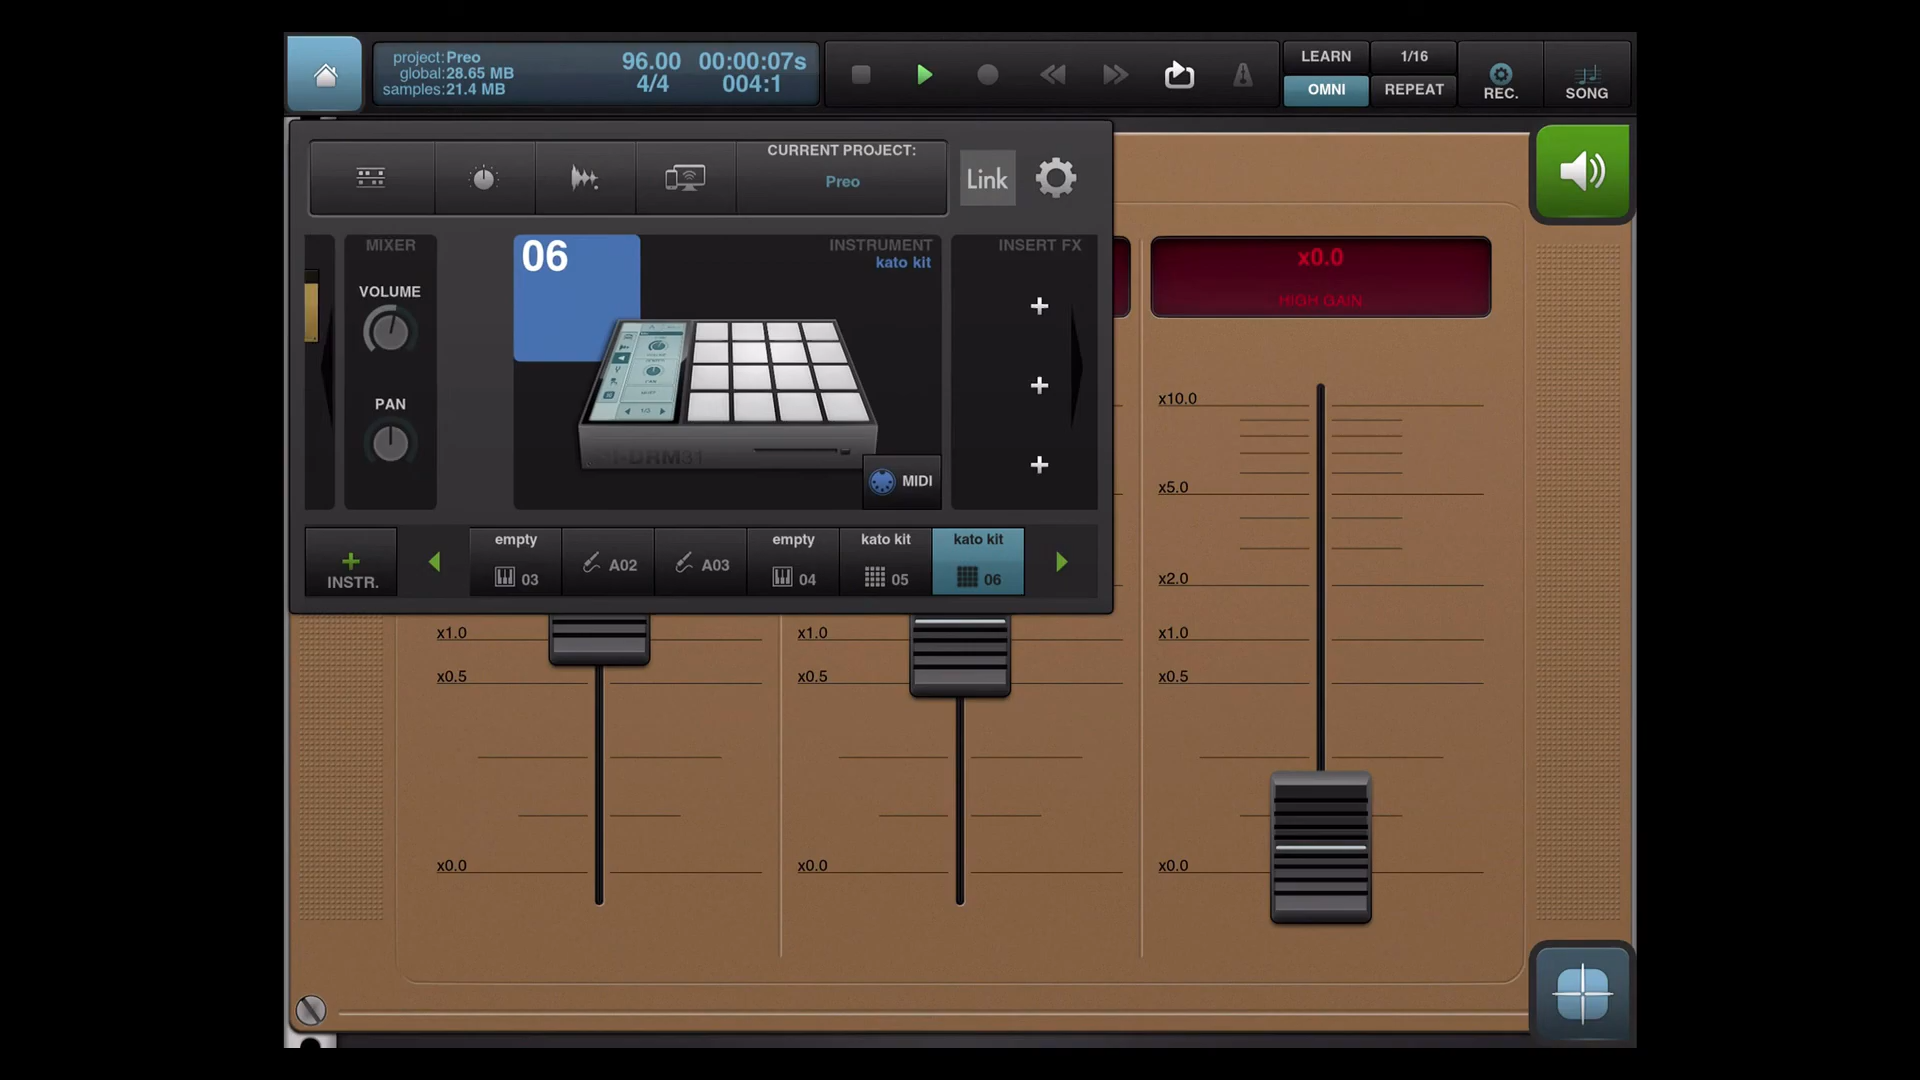 project: Preo
global: 28.65 MB
samples: 21.4 MB
96.00
4/4
00:00:07s
004:1
LEARN
OMNI
1/16
REPEAT
REC.
SONG
CURRENT PROJECT:
Preo
Link
MIXER
VOLUME
PAN
06
INSTRUMENT
kato kit
MIDI
INSERT FX
+
+
+
+
INSTR.
empty
03
A02
A03
empty
04
kato kit
05
kato kit
06
x0.0
HIGH GAIN
x1.0
x0.5
x0.0
x1.0
x0.5
x0.0
x10.0
x5.0
x2.0
x1.0
x0.5
x0.0